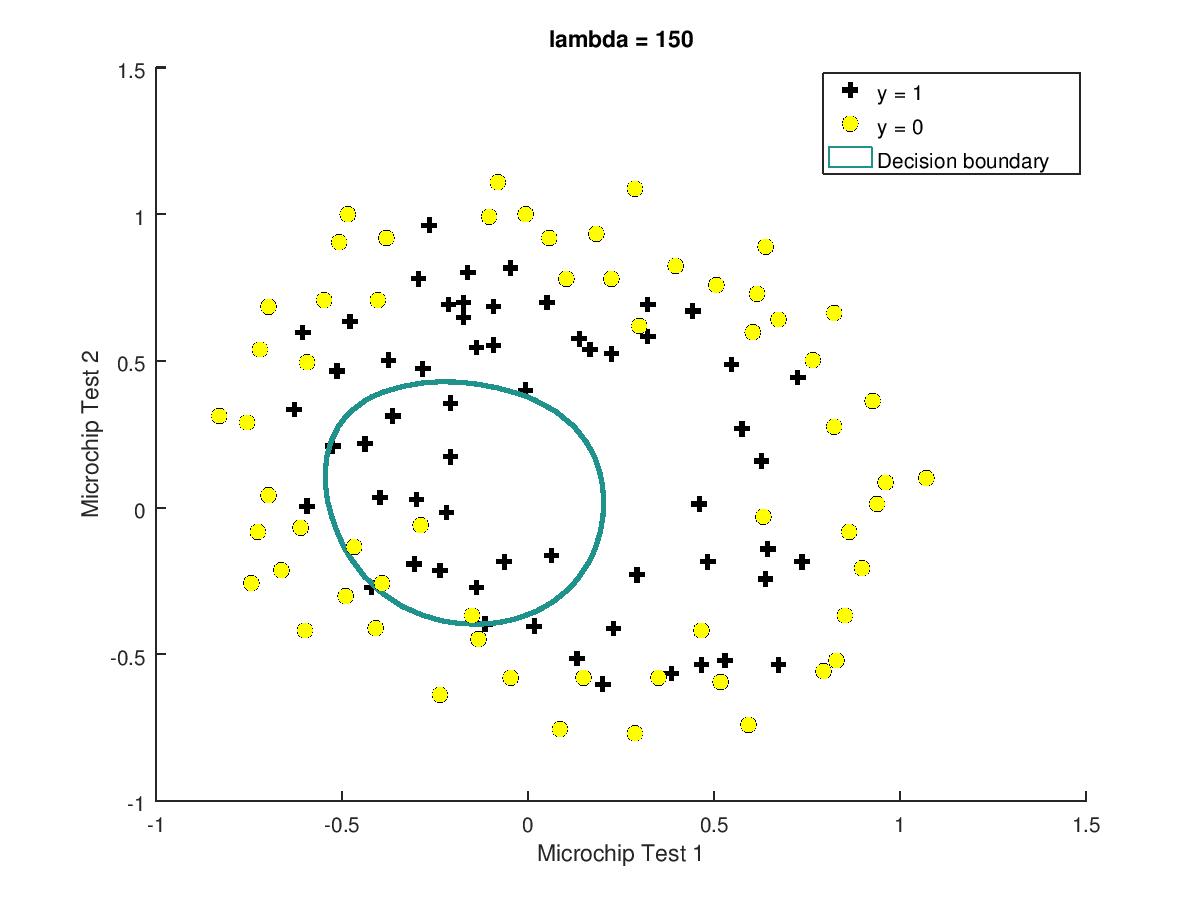 lambda = 150
1.5
1
0.5
0
-0.5
-1
Microchip Test 2
y = 1
y = 0
Decision boundary
-1 -0.5 0 0.5 1 1.5
Microchip Test 1